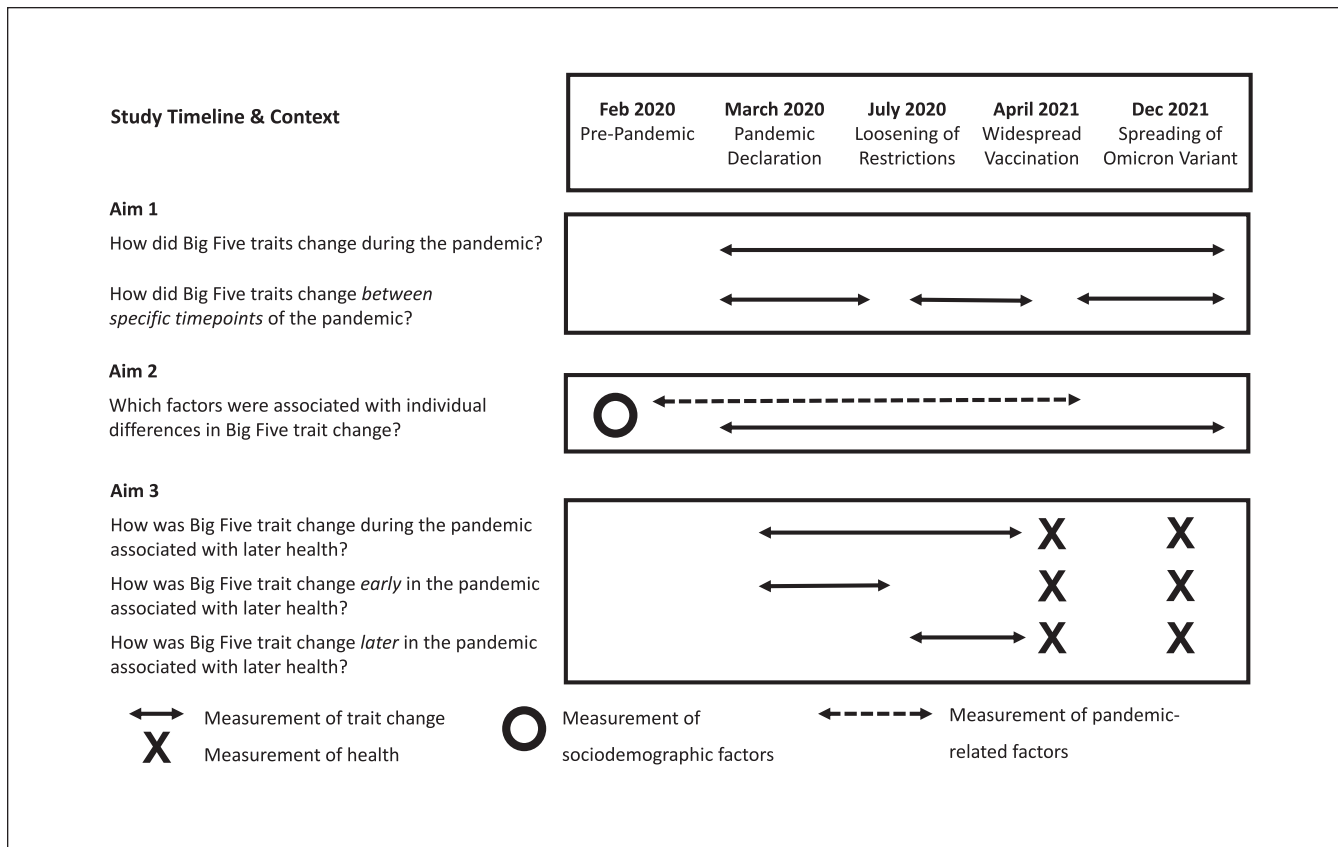 Study Timeline & Context
Feb 2020
Pre-Pandemic
March 2020
Pandemic
Declaration
July 2020
Loosening of
Restrictions
April 2021
Widespread
Vaccination
Dec 2021
Spreading of
Omicron Variant
Aim 1
How did Big Five traits change during the pandemic?
How did Big Five traits change between
specific timepoints of the pandemic?
Aim 2
Which factors were associated with individual
differences in Big Five trait change?
Aim 3
How was Big Five trait change during the pandemic
associated with later health?
X X
How was Big Five trait change early in the pandemic
associated with later health?
X X
How was Big Five trait change later in the pandemic
associated with later health?
X X
Measurement of trait change
X Measurement of health
Measurement of
sociodemographic factors
Measurement of pandemic-
related factors